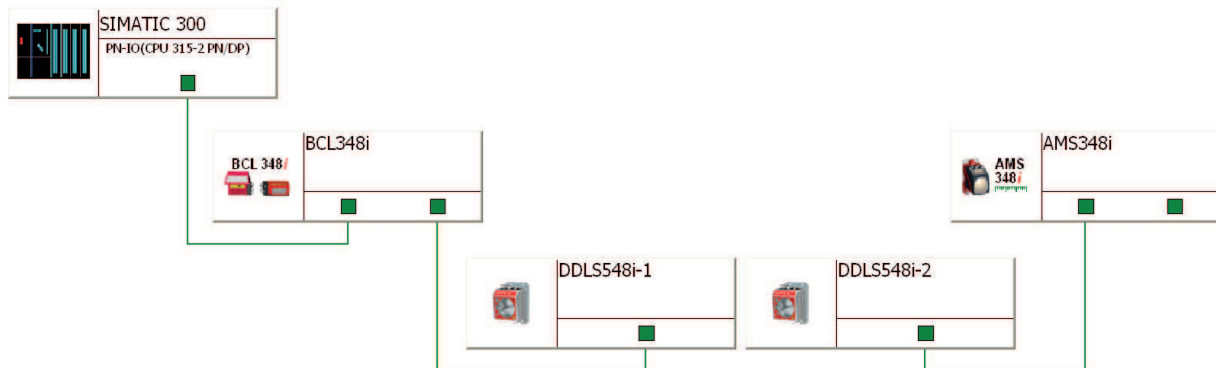 SIMATIC 300
PN-IO(CPU 315-2 PN/DP)
BCL348i
BCL 348i
AMS348i
AMS
348i
DDLS548i-1
DDLS548i-2